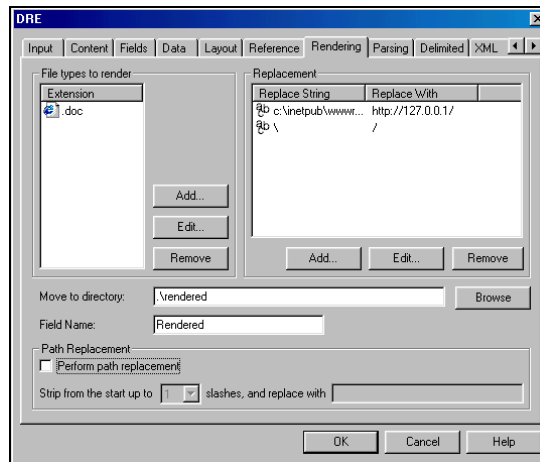 DRE
Input Content Fields Data Layout Reference Rendering Parsing Delimited XML
File types to render
Extension
.doc
Add...
Edit...
Remove
Replacement
Replace String Replace With
c:\inetpub\wwwr... http://127.0.0.1/
\ /
Add... Edit... Remove
Move to directory: .\rendered Browse
Field Name: Rendered
Path Replacement
Perform path replacement
Strip from the start up to 1 slashes, and replace with
OK Cancel Help